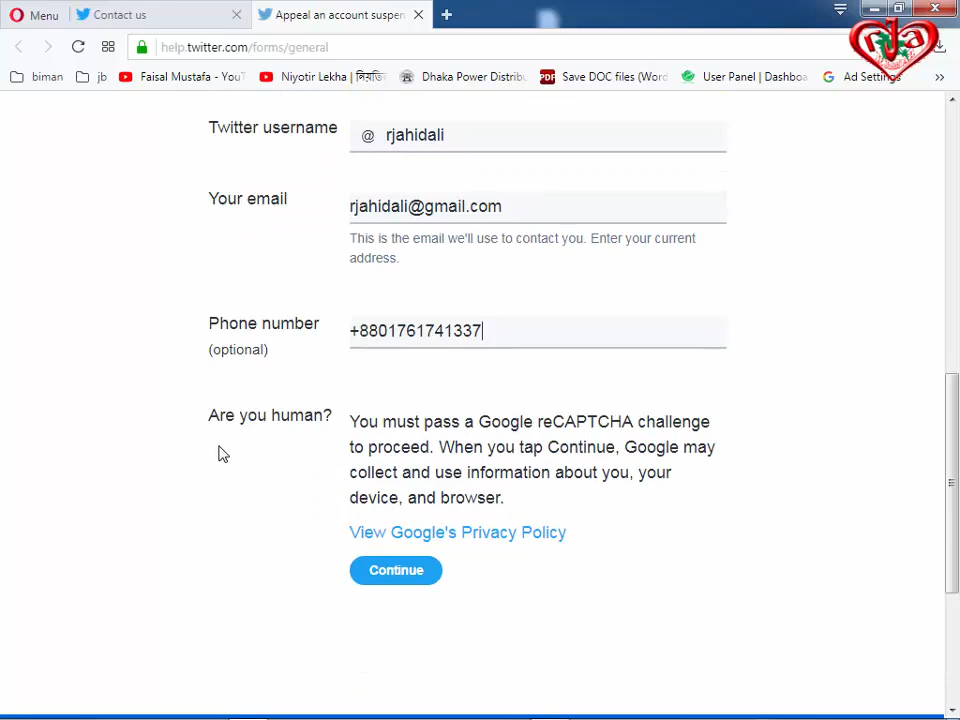 Menu
Contact us
Appeal an account suspen
help.twitter.com/forms/general
biman
jb
Faisal Mustafa - YouT
Niyotir Lekha | নিয়তির
Dhaka Power Distribu
PDF
Save DOC files (Word
User Panel | Dashboa
Ad Settings
rja
Twitter username
@ rjahidali
Your email
rjahidali@gmail.com
This is the email we'll use to contact you. Enter your current
address.
Phone number
+8801761741337
(optional)
Are you human?
You must pass a Google reCAPTCHA challenge
to proceed. When you tap Continue, Google may
collect and use information about you, your
device, and browser.
View Google's Privacy Policy
Continue